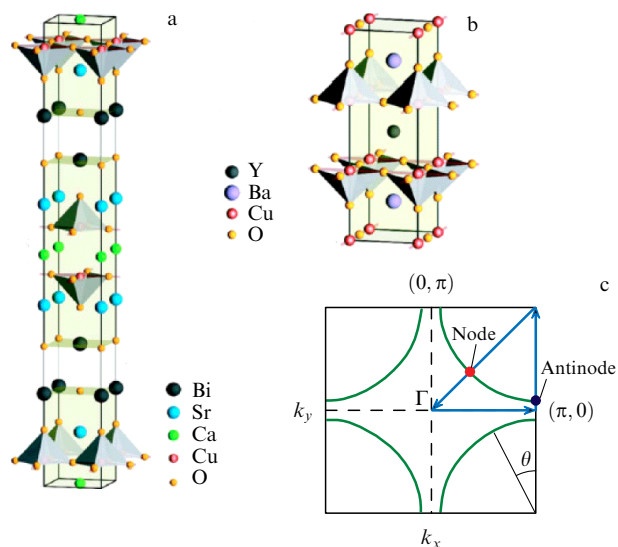 a
b
Y
Ba
Cu
O
Bi
Sr
Ca
Cu
O
c
(0, π)
Node
Antinode
Γ
k_y
(π, 0)
θ
k_x